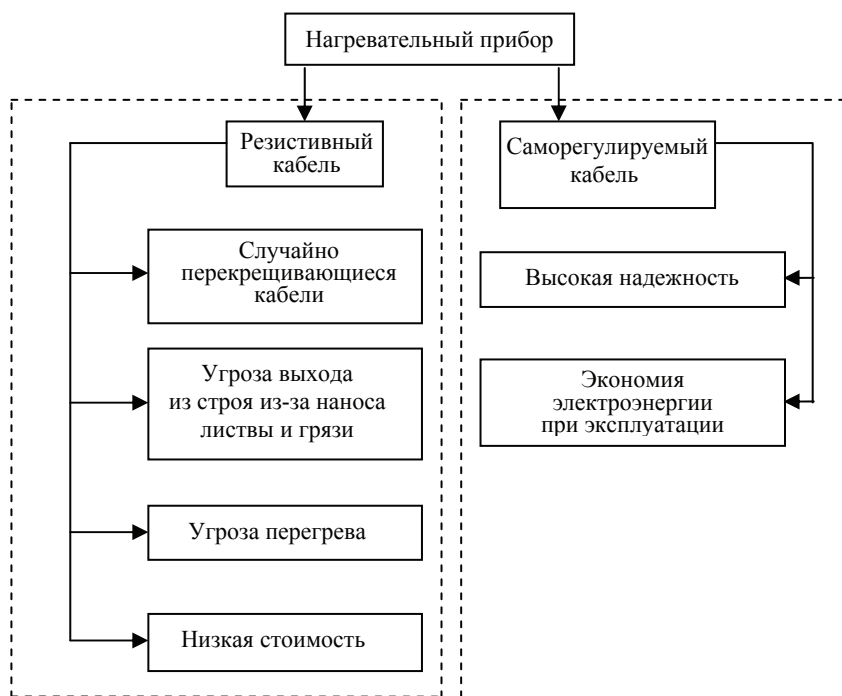 Нагревательный прибор
Резистивный
кабель
Случайно
перекрещивающиеся
кабели
Угроза выхода
из строя из-за наноса
листвы и грязи
Угроза перегрева
Низкая стоимость
Саморегулируемый
кабель
Высокая надежность
Экономия
электроэнергии
при эксплуатации